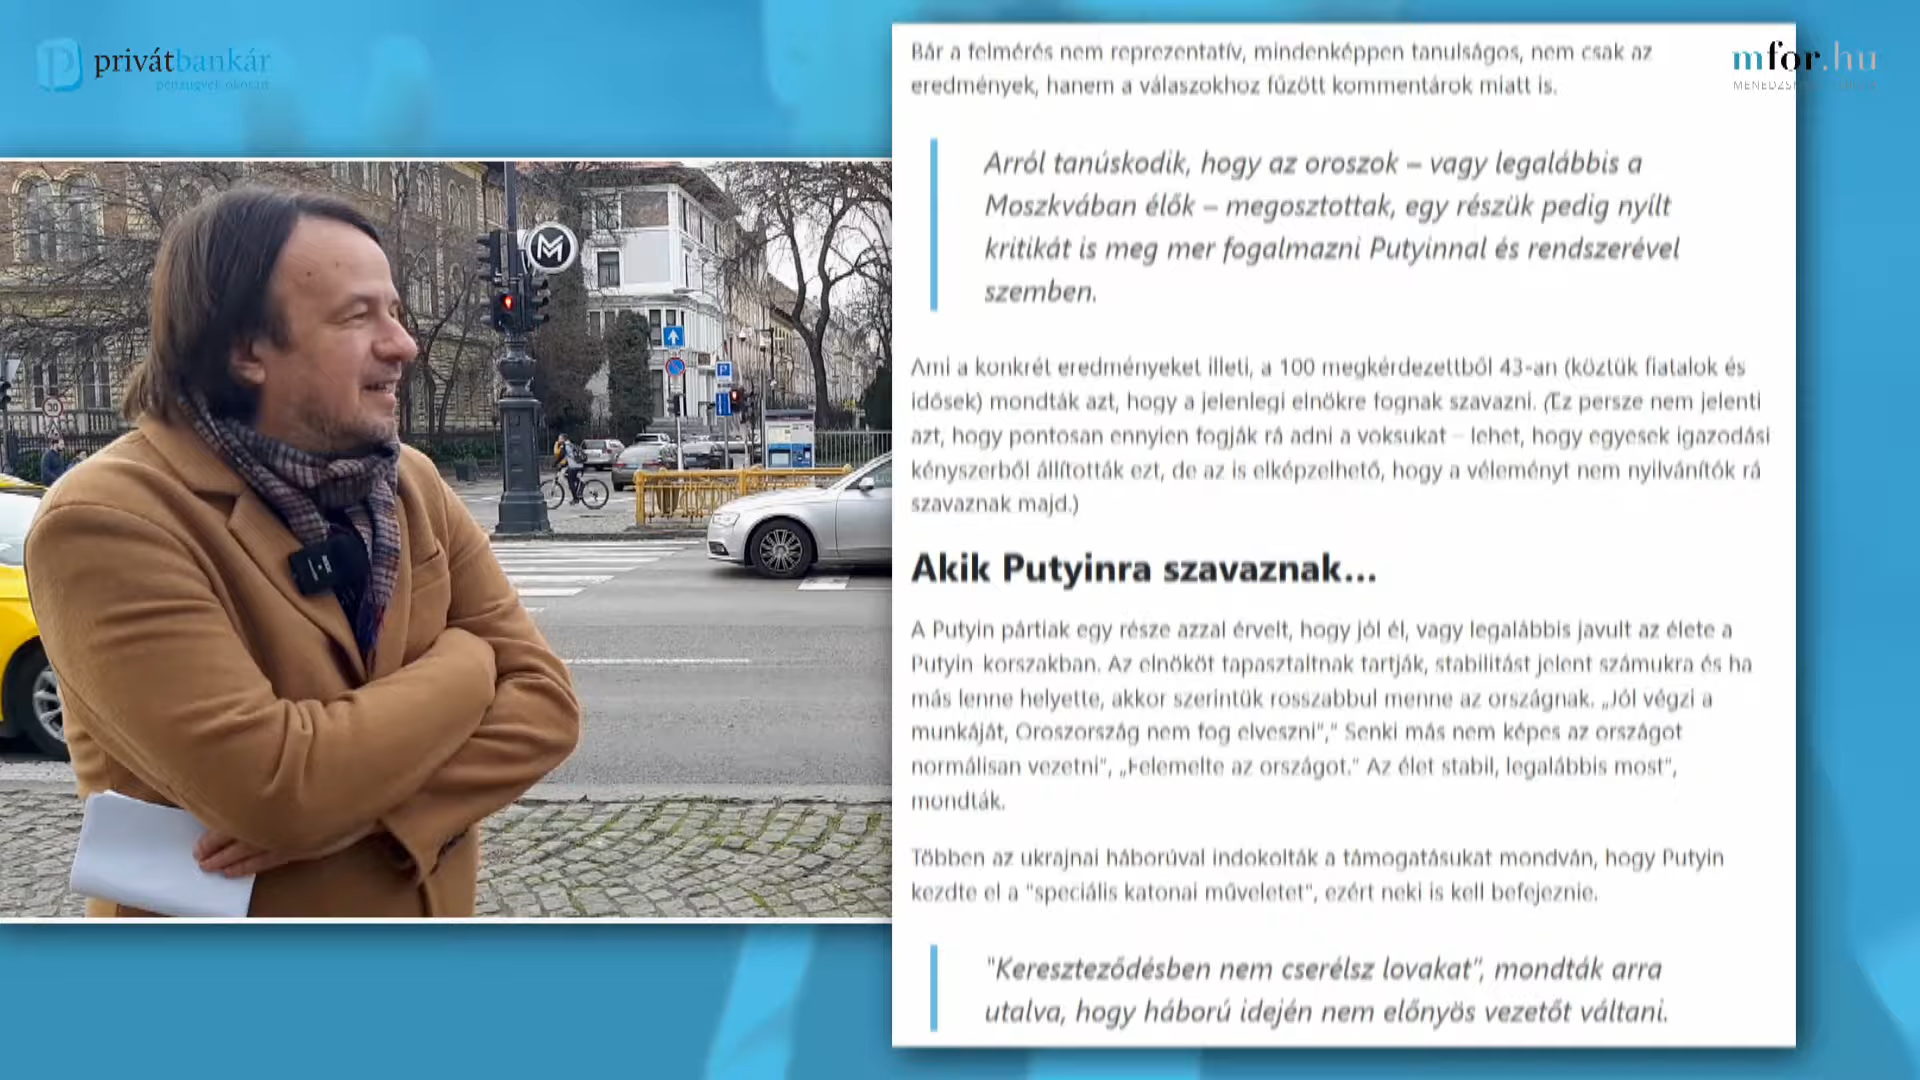 privátbankár
pénzügyek okosan
mfor.hu
Bár a felmérés nem reprezentatív, mindenképpen tanulságos, nem csak az
eredmények, hanem a válaszokhoz fűzött kommentárok miatt is.
Arról tanúskodik, hogy az oroszok – vagy legalábbis a
Moszkvában élők – megosztottak, egy részük pedig nyílt
kritikát is meg mer fogalmazni Putyinnal és rendszerével
szemben.
Ami a konkrét eredményeket illeti, a 100 megkérdezettből 43-an (köztük fiatalok és
idősek) mondták azt, hogy a jelenlegi elnökre fognak szavazni. (Ez persze nem jelenti
azt, hogy pontosan ennyien fogják rá adni a voksukat – lehet, hogy egyesek igazodási
kényszerből állították ezt, de az is elképzelhető, hogy a véleményt nem nyilvánítók rá
szavaznak majd.)
Akik Putyinra szavaznak...
A Putyin pártiak egy része azzal érvelt, hogy jól él, vagy legalábbis javult az élete a
Putyin korszakban. Az elnököt tapasztaltnak tartják, stabilitást jelent számukra és ha
más lenne helyette, akkor szerintük rosszabbul menne az országnak. „Jól végzi a
munkáját, Oroszország nem fog elveszni”,” Senki más nem képes az országot
normálisan vezetni”, „Felemelte az országot.” Az élet stabil, legalábbis most”,
mondták.
Többen az ukrajnai háborúval indokolták a támogatásukat mondván, hogy Putyin
kezdte el a "speciális katonai műveletet", ezért neki is kell befejeznie.
"Kereszteződésben nem cserélsz lovakat", mondták arra
utalva, hogy háború idején nem előnyös vezetőt váltani.
M
P
30